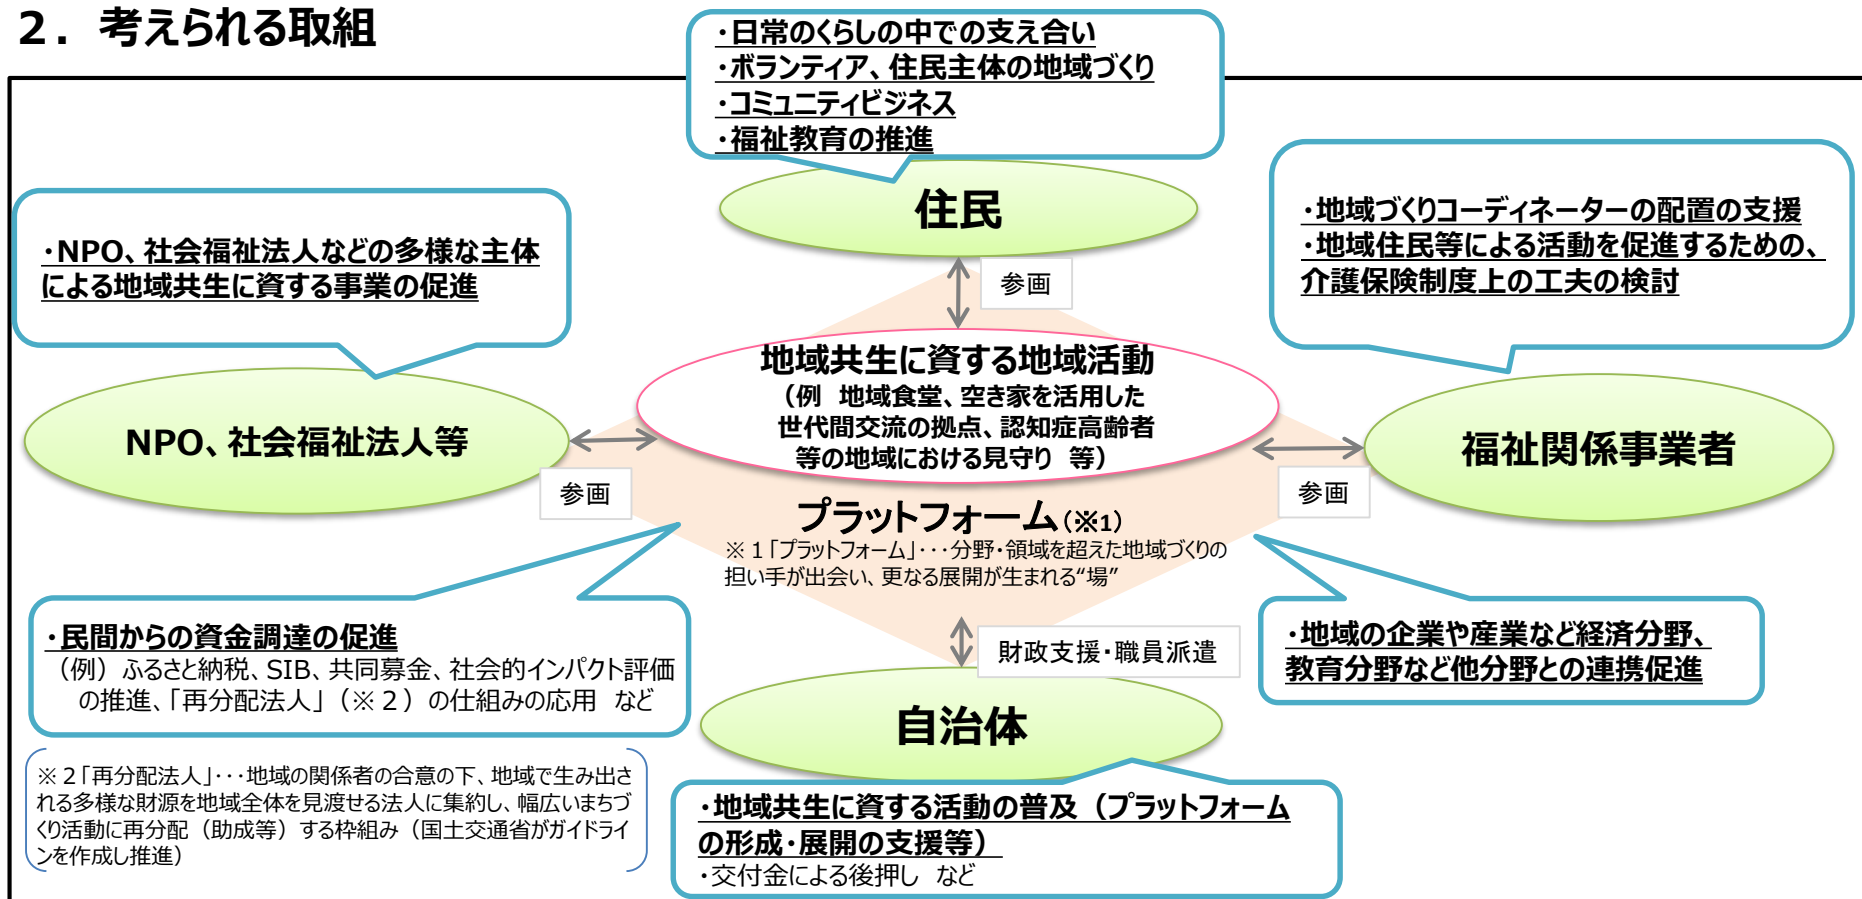 ２．考えられる取組
・日常のくらしの中での支え合い
・ボランティア、住民主体の地域づくり
・コミュニティビジネス
・福祉教育の推進
住民
・NPO、社会福祉法人などの多様な主体
による地域共生に資する事業の促進
・地域づくりコーディネーターの配置の支援
・地域住民等による活動を促進するための、
介護保険制度上の工夫の検討
参画
地域共生に資する地域活動
（例　地域食堂、空き家を活用した
世代間交流の拠点、認知症高齢者
等の地域における見守り　等）
NPO、社会福祉法人等
福祉関係事業者
参画
参画
プラットフォーム（※1）
※１「プラットフォーム」・・・分野・領域を超えた地域づくりの
担い手が出会い、更なる展開が生まれる“場”
・民間からの資金調達の促進
（例）ふるさと納税、SIB、共同募金、社会的インパクト評価
の推進、「再分配法人」（※２）の仕組みの応用　など
財政支援・職員派遣
・地域の企業や産業など経済分野、
教育分野など他分野との連携促進
自治体
※２「再分配法人」・・・地域の関係者の合意の下、地域で生み出さ
れる多様な財源を地域全体を見渡せる法人に集約し、幅広いまちづ
くり活動に再分配（助成等）する枠組み（国土交通省がガイドライ
ンを作成し推進）
・地域共生に資する活動の普及（プラットフォーム
の形成・展開の支援等）
・交付金による後押し　など